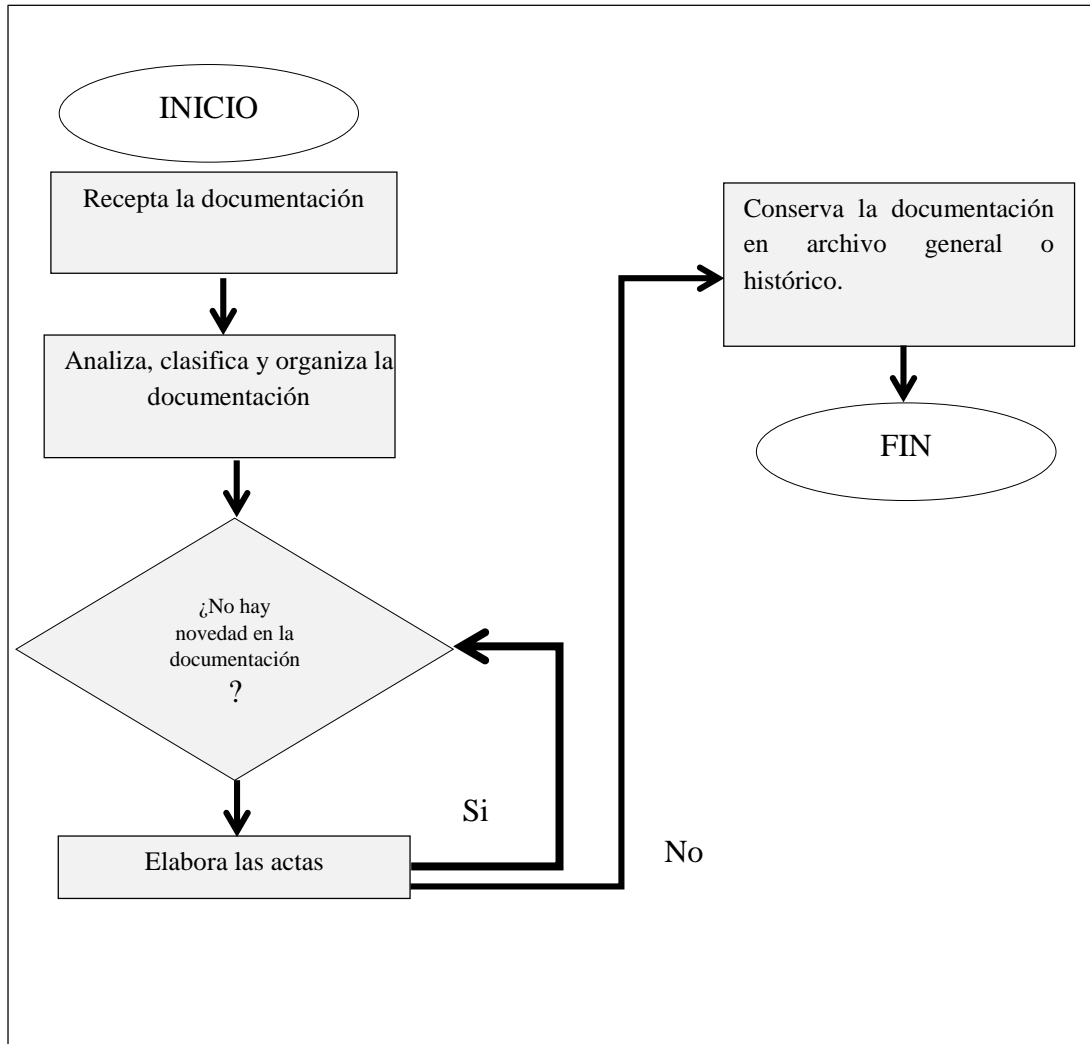 INICIO
Recepta la documentación
Analiza, clasifica y organiza la
documentación
¿No hay
novedad en la
documentación
?
Si
Elabora las actas
No
Conserva la documentación
en archivo general o
histórico.
FIN